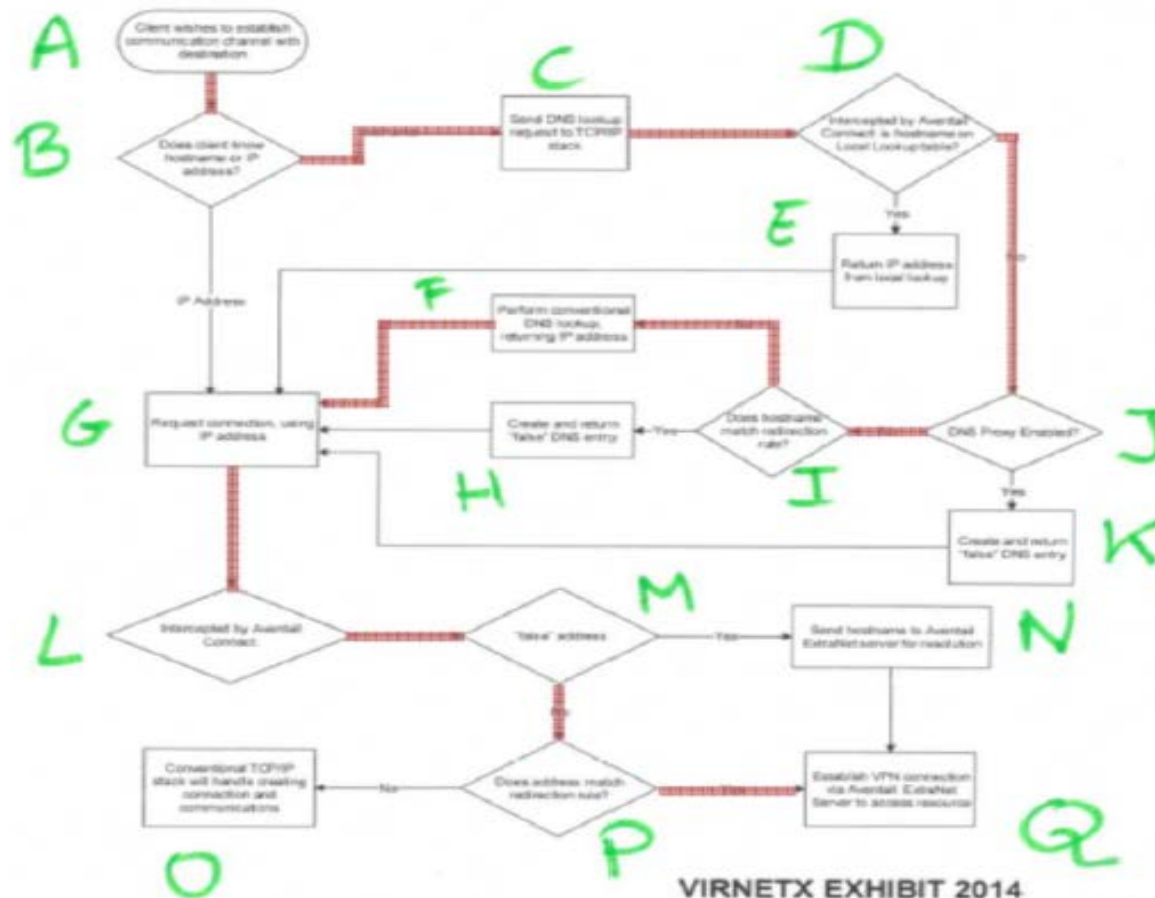 A
Client wishes to establish
communication channel with
destination
B
Does client know
hostname or IP
address?
C
Send DNS lookup
request to TCP/IP
stack
D
Intercepted by Aventail
Connect: is hostname on
Local Lookup table?
Yes
E
Return IP address
from local lookup
IP Address
F
Perform conventional
DNS lookup,
returning IP address
G
Request connection, using
IP address
Create and return
"false" DNS entry
Yes
H
Does hostname
match redirection
rule?
I
DNS Proxy Enabled?
J
Yes
Create and return
"false" DNS entry
K
L
Intercepted by Aventail
Connect
M
"false" address
Yes
Send hostname to Aventail
ExtraNet server for resolution
N
No
Conventional TCP/IP
stack will handle creating
connection and
communications
O
No
Does address match
redirection rule?
P
Yes
Establish VPN connection
via Aventail ExtraNet
Server to access resource
Q
VIRNETX EXHIBIT 2014